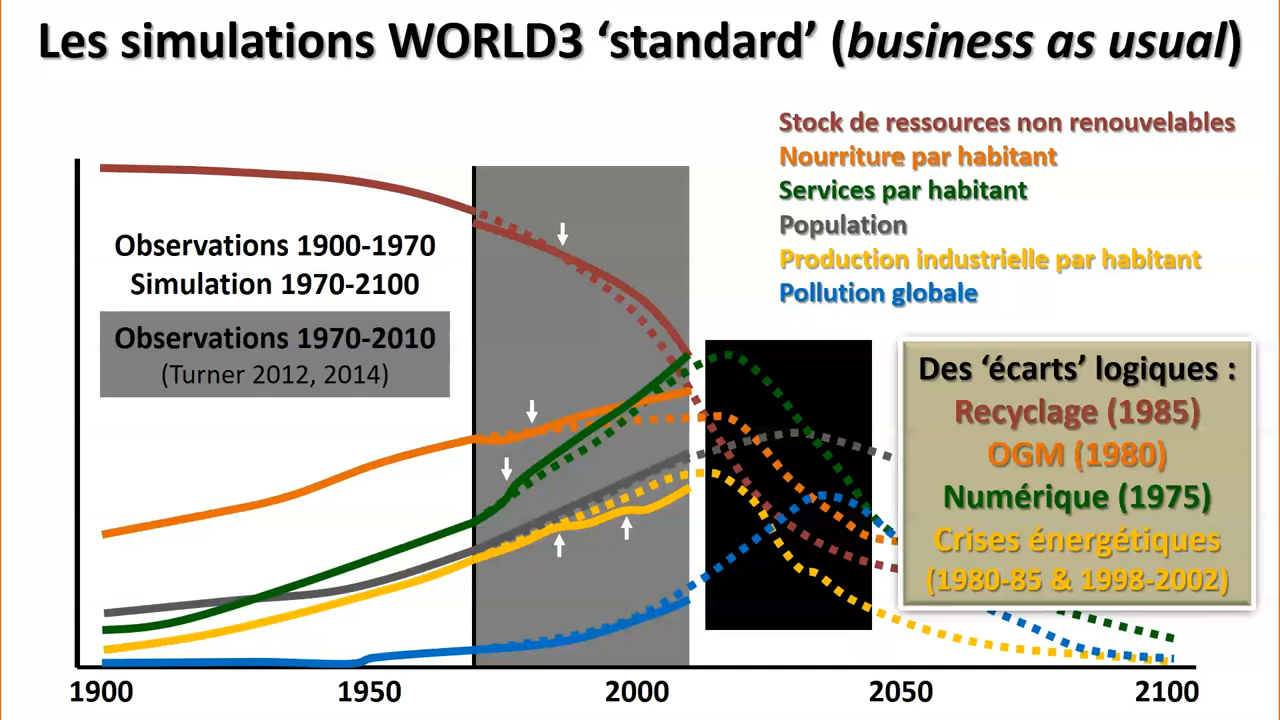 Les simulations WORLD3 ‘standard’ (business as usual)
Stock de ressources non renouvelables
Nourriture par habitant
Services par habitant
Population
Production industrielle par habitant
Pollution globale
Observations 1900-1970
Simulation 1970-2100
Observations 1970-2010
(Turner 2012, 2014)
Des ‘écarts’ logiques :
Recyclage (1985)
OGM (1980)
Numérique (1975)
Crises énergétiques
(1980-85 & 1998-2002)
1900 1950 2000 2050 2100